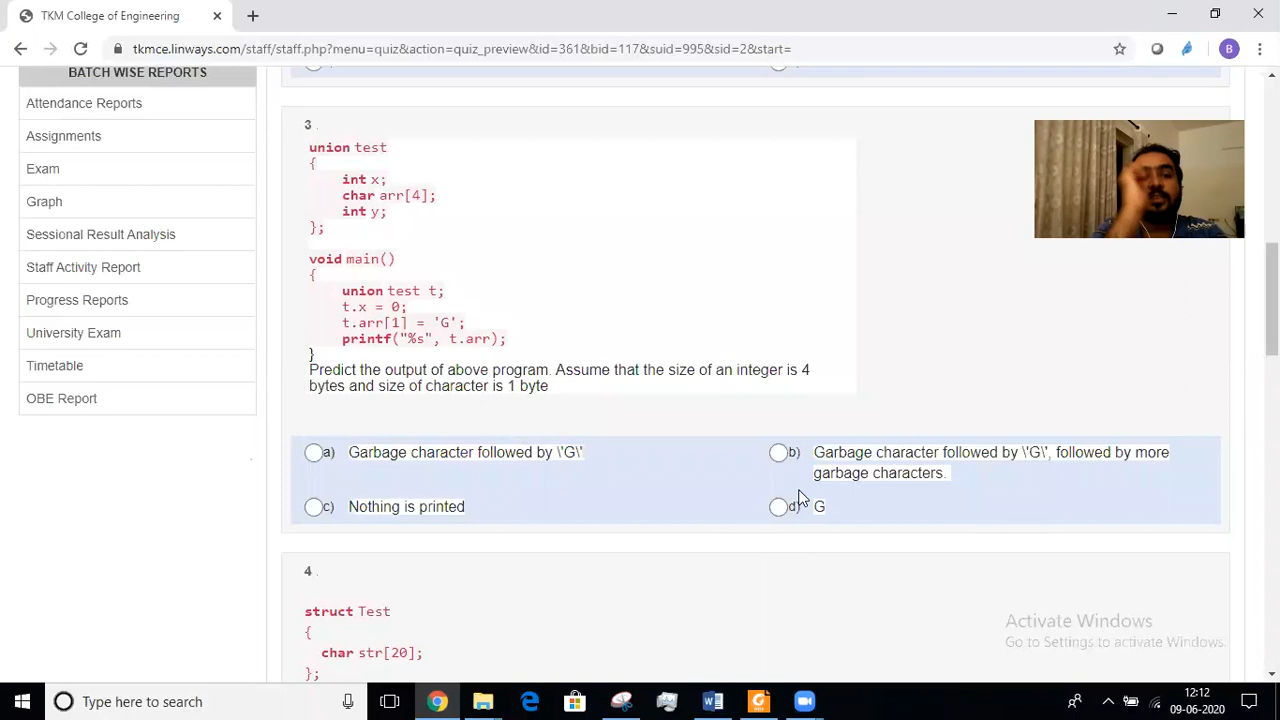 TKM College of Engineering
tkmce.linways.com/staff/staff.php?menu=quiz&action=quiz_preview&id=361&bid=117&suid=995&sid=2&start=
B
BATCH WISE REPORTS
Attendance Reports
Assignments
Exam
Graph
Sessional Result Analysis
Staff Activity Report
Progress Reports
University Exam
Timetable
OBE Report
3 .
union test
{
int x;
char arr[4];
int y;
};
void main()
{
union test t;
t.x = 0;
t.arr[1] = 'G';
printf("%s", t.arr);
}
Predict the output of above program. Assume that the size of an integer is 4
bytes and size of character is 1 byte
a) Garbage character followed by \'G\'
b) Garbage character followed by \'G\', followed by more
garbage characters.
c) Nothing is printed
d) G
4 .
struct Test
{
char str[20];
};
Activate Windows
Go to Settings to activate Windows.
Type here to search
12:12
09-06-2020